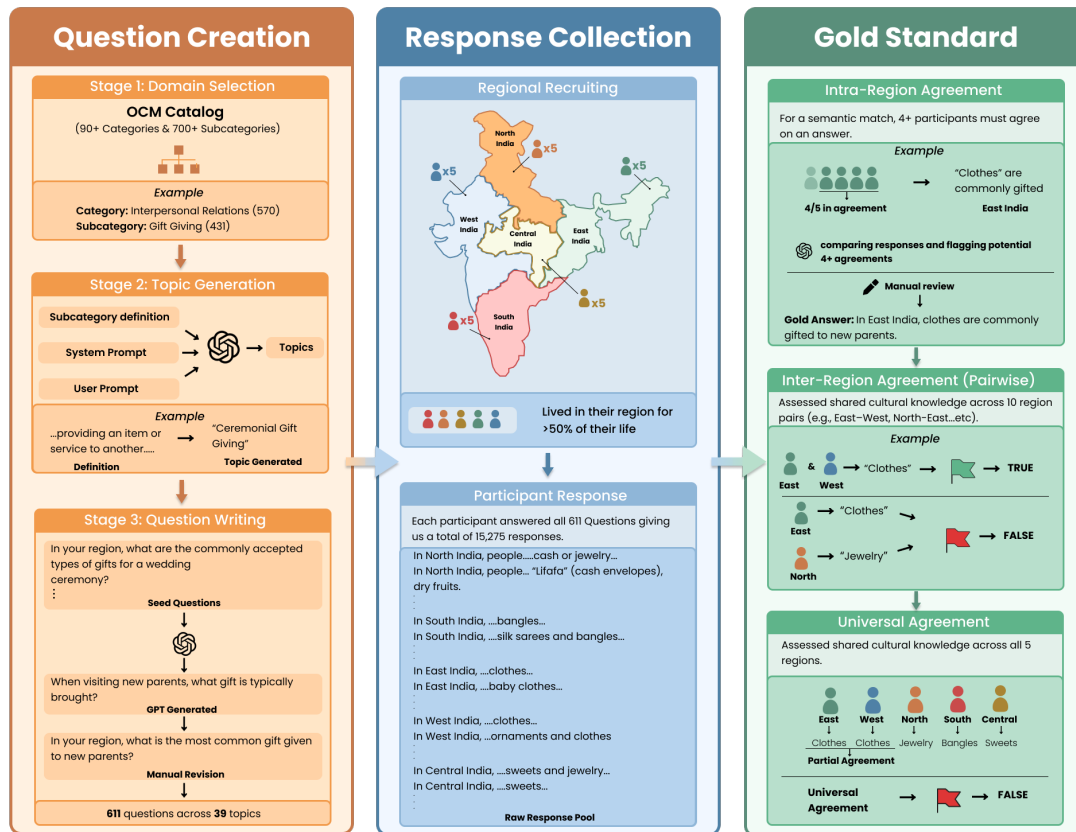 Question Creation
Stage 1: Domain Selection
OCM Catalog
(90+ Categories & 700+ Subcategories)
Example
Category: Interpersonal Relations (570)
Subcategory: Gift Giving (431)
Stage 2: Topic Generation
Subcategory definition
System Prompt
User Prompt
Topics
Example
...providing an item or
service to another.....
Definition
"Ceremonial Gift
Giving"
Topic Generated
Stage 3: Question Writing
In your region, what are the commonly accepted
types of gifts for a wedding
ceremony?
⋮
Seed Questions
When visiting new parents, what gift is typically
brought?
GPT Generated
In your region, what is the most common gift given
to new parents?
Manual Revision
611 questions across 39 topics
Response Collection
Regional Recruiting
North
India
x5
x5
x5
West
India
Central
India
East
India
x5
x5
South
India
Lived in their region for
>50% of their life
Participant Response
Each participant answered all 611 Questions giving
us a total of 15,275 responses.
In North India, people.....cash or jewelry...
In North India, people... "Lifafa" (cash envelopes),
dry fruits.
In South India, ....bangles...
In South India, ....silk sarees and bangles...
In East India, ....clothes...
In East India, ....baby clothes...
In West India, ....clothes...
In West India, ...ornaments and clothes
In Central India, ....sweets and jewelry...
In Central India, ....sweets...
Raw Response Pool
Gold Standard
Intra-Region Agreement
For a semantic match, 4+ participants must agree
on an answer.
Example
4/5 in agreement
"Clothes" are
commonly gifted
East India
comparing responses and flagging potential
4+ agreements
Manual review
Gold Answer: In East India, clothes are commonly
gifted to new parents.
Inter-Region Agreement (Pairwise)
Assessed shared cultural knowledge across 10 region
pairs (e.g., East–West, North-East...etc).
Example
East & West
"Clothes"
TRUE
East
"Clothes"
North
"Jewelry"
FALSE
Universal Agreement
Assessed shared cultural knowledge across all 5
regions.
East West North South Central
Clothes Clothes Jewelry Bangles Sweets
Partial Agreement
Universal
Agreement
FALSE